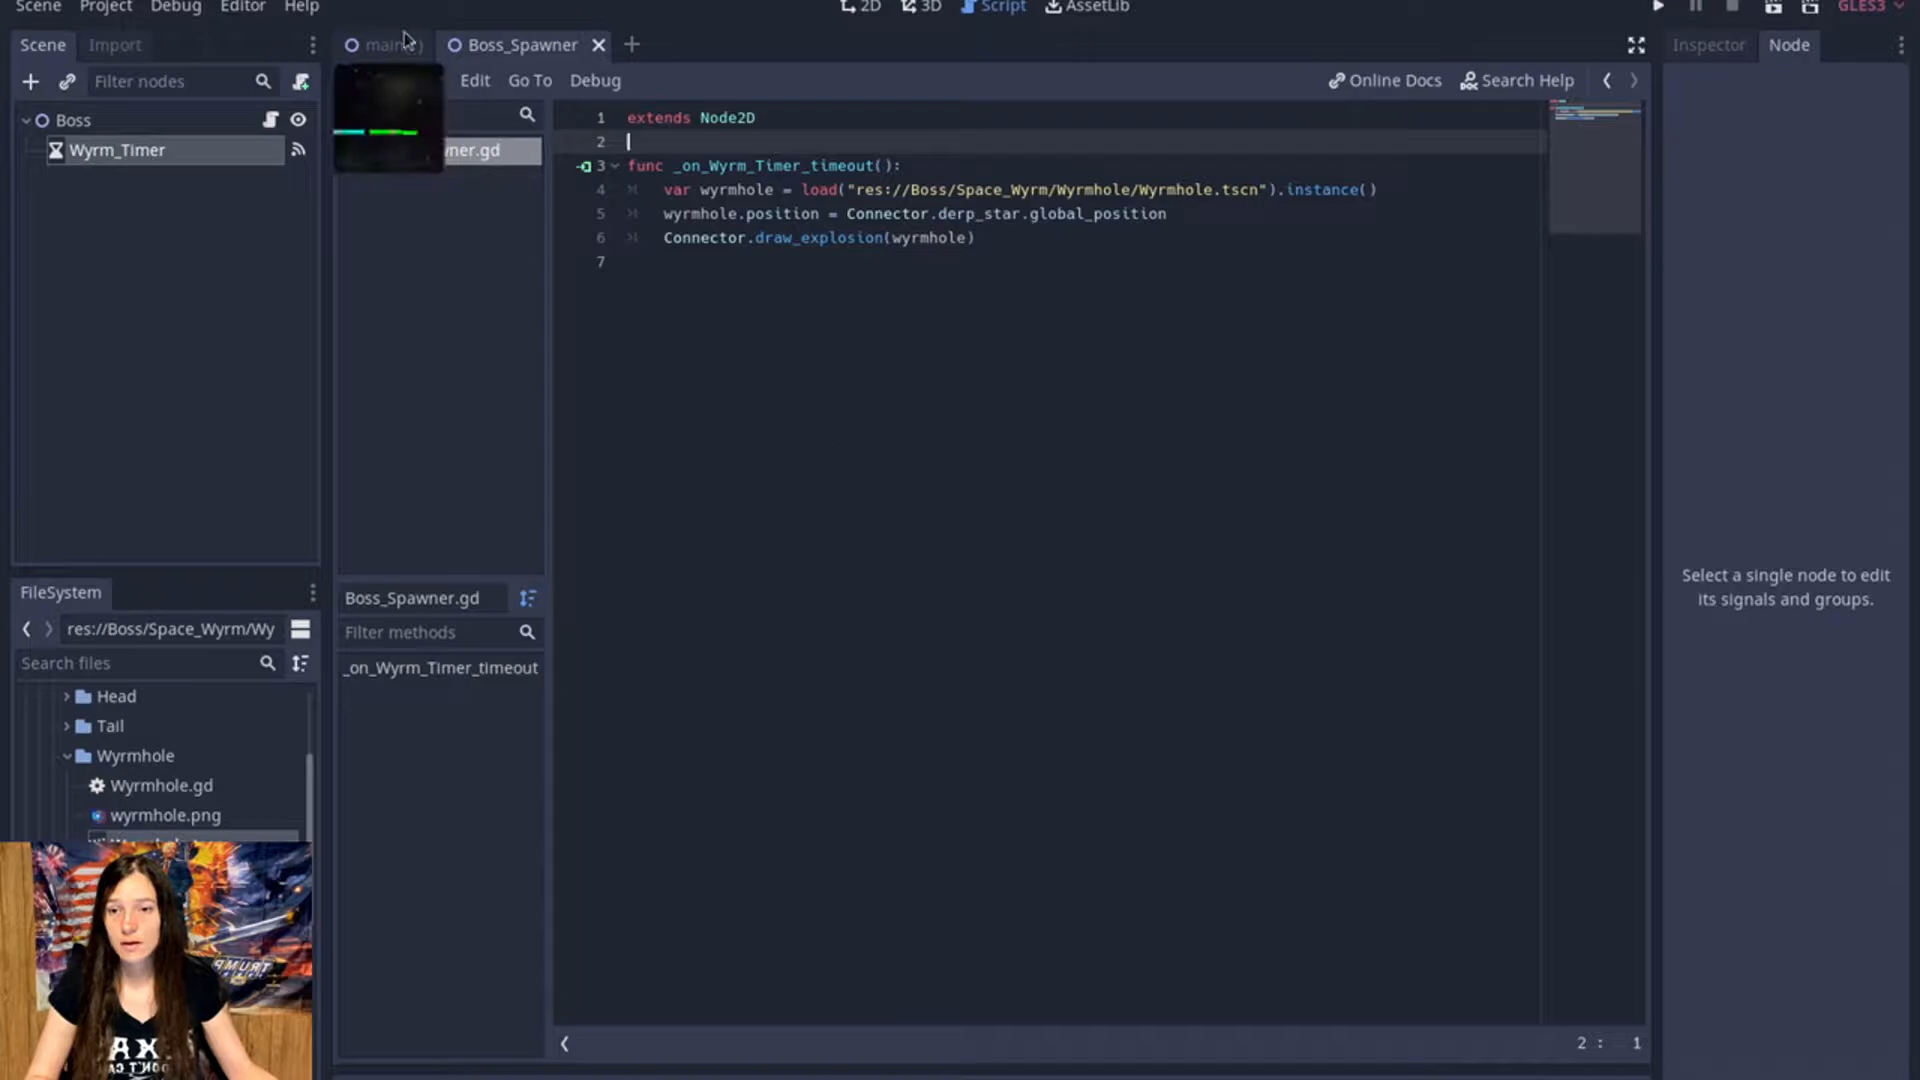 Scene Project Debug Editor Help
2D 3D Script AssetLib
GLES3
Scene Import
Boss_Spawner
Inspector Node
Filter nodes
Edit Go To Debug
Online Docs Search Help
Boss
Wyrm_Timer
1 extends Node2D
2
3 func _on_Wyrm_Timer_timeout():
4 var wyrmhole = load("res://Boss/Space_Wyrm/Wyrmhole/Wyrmhole.tscn").instance()
5 wyrmhole.position = Connector.derp_star.global_position
6 Connector.draw_explosion(wyrmhole)
7
Boss_Spawner.gd
Filter methods
_on_Wyrm_Timer_timeout
FileSystem
res://Boss/Space_Wyrm/Wy
Search files
Head
Tail
Wyrmhole
Wyrmhole.gd
wyrmhole.png
Select a single node to edit
its signals and groups.
2 : 1